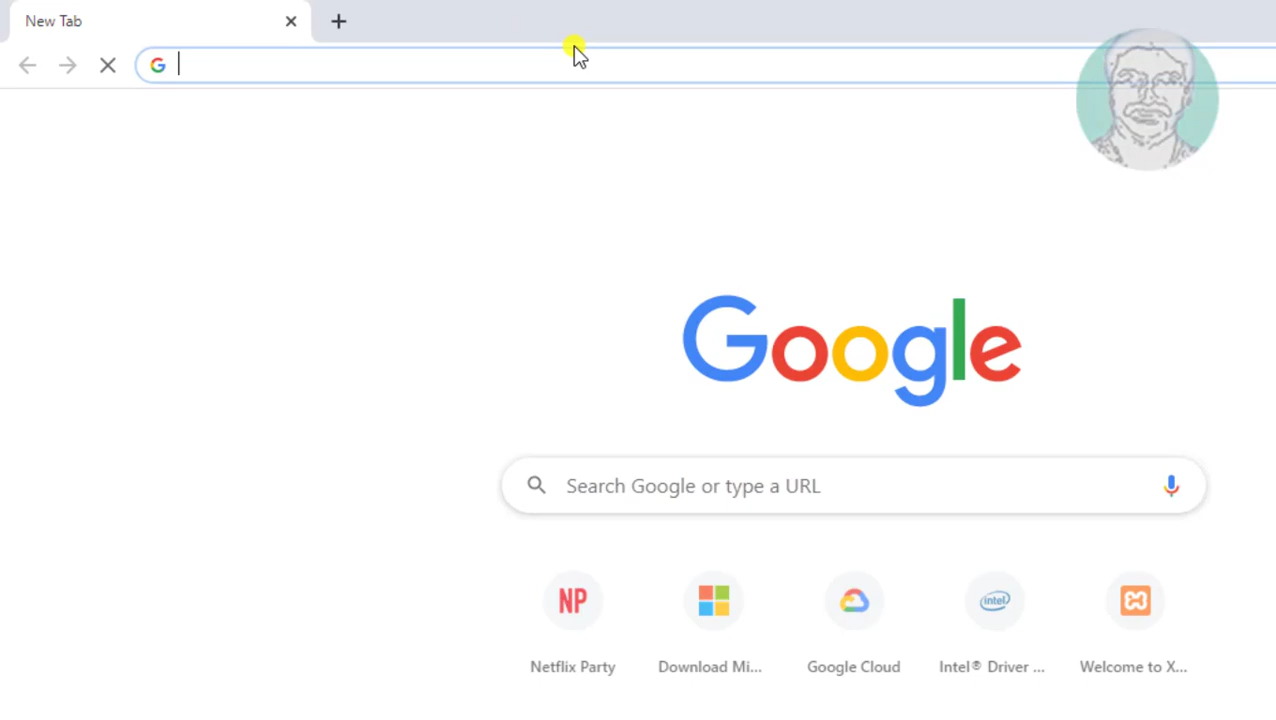 New Tab
Google
Search Google or type a URL
NP
intel
Netflix Party
Download Mi...
Google Cloud
Intel® Driver ...
Welcome to X...